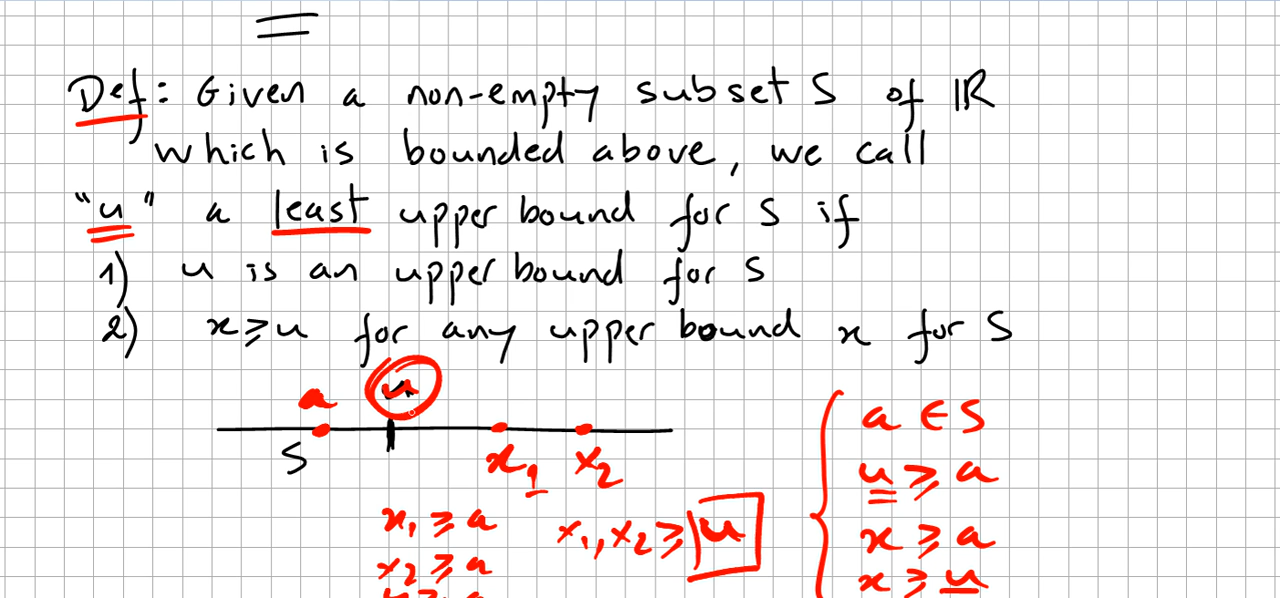 Def: Given a non-empty subset S of ℝ
which is bounded above, we call
"u" a least upper bound for S if
1) u is an upper bound for S
2) x ⩾ u for any upper bound x for S
a u
S x₁ x₂
x₁ ⩾ a
x₂ ⩾ a
x₁, x₂ ⩾ u
a ∈ S
u ⩾ a
x ⩾ a
x ⩾ u